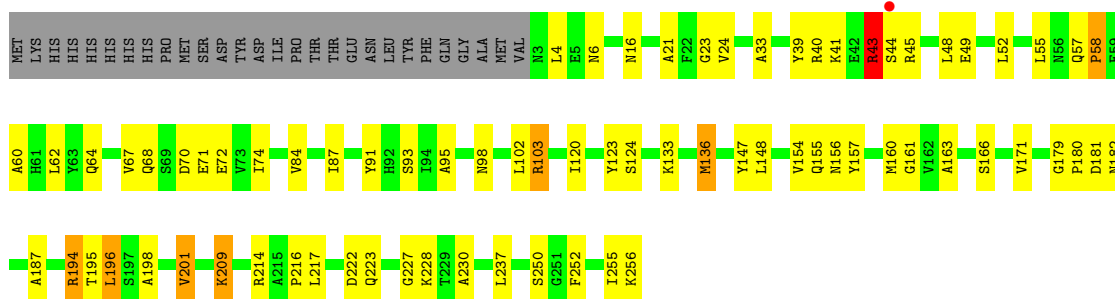 MET LYS HIS HIS HIS HIS HIS HIS PRO MET SER ASP TYR ASP ILE PRO THR THR GLU ASN LEU TYR PHE GLN GLY ALA MET VAL N3 L4 E5 N6 N16 A21 F22 G23 V24 A33 Y39 R40 K41 E42 R43 S44 R45 L48 E49 L52 L55 N56 Q57 P58 E59
A60 H61 L62 Y63 Q64 V67 Q68 S69 D70 E71 E72 V73 I74 V84 I87 Y91 H92 S93 I94 A95 N98 L102 R103 I120 Y123 S124 K133 M136 Y147 L148 V154 Q155 N156 Y157 M160 G161 V162 A163 S166 V171 G179 P180 D181 N182
A187 R194 T195 L196 S197 A198 V201 K209 R214 A215 P216 L217 D222 Q223 G227 K228 T229 A230 L237 S250 G251 F252 I255 K256